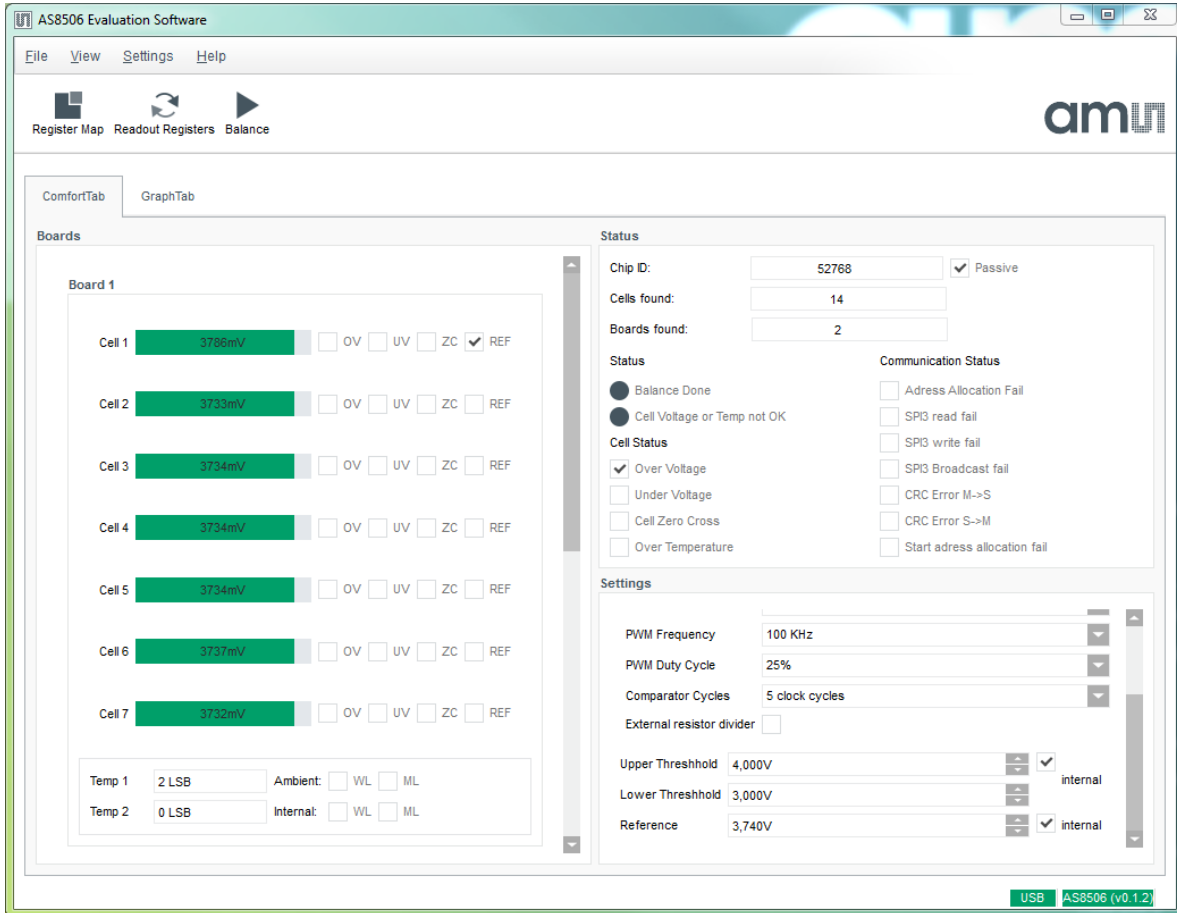 AS8506 Evaluation Software
File View Settings Help
amu
Register Map Readout Registers Balance
ComfortTab GraphTab
Boards
Board 1
Cell 1 3786mV OV UV ZC REF
Cell 2 3733mV OV UV ZC REF
Cell 3 3734mV OV UV ZC REF
Cell 4 3734mV OV UV ZC REF
Cell 5 3734mV OV UV ZC REF
Cell 6 3737mV OV UV ZC REF
Cell 7 3732mV OV UV ZC REF
Temp 1 2 LSB Ambient: WL ML
Temp 2 0 LSB Internal: WL ML
Status
Chip ID: 52768 Passive
Cells found: 14
Boards found: 2
Status
Balance Done
Cell Voltage or Temp not OK
Cell Status
Over Voltage
Under Voltage
Cell Zero Cross
Over Temperature
Communication Status
Adress Allocation Fail
SPI3 read fail
SPI3 write fail
SPI3 Broadcast fail
CRC Error M->S
CRC Error S->M
Start adress allocation fail
Settings
PWM Frequency 100 KHz
PWM Duty Cycle 25%
Comparator Cycles 5 clock cycles
External resistor divider
Upper Threshhold 4,000V
internal
Lower Threshhold 3,000V
Reference 3,740V internal
USB AS8506 (v0.1.2)